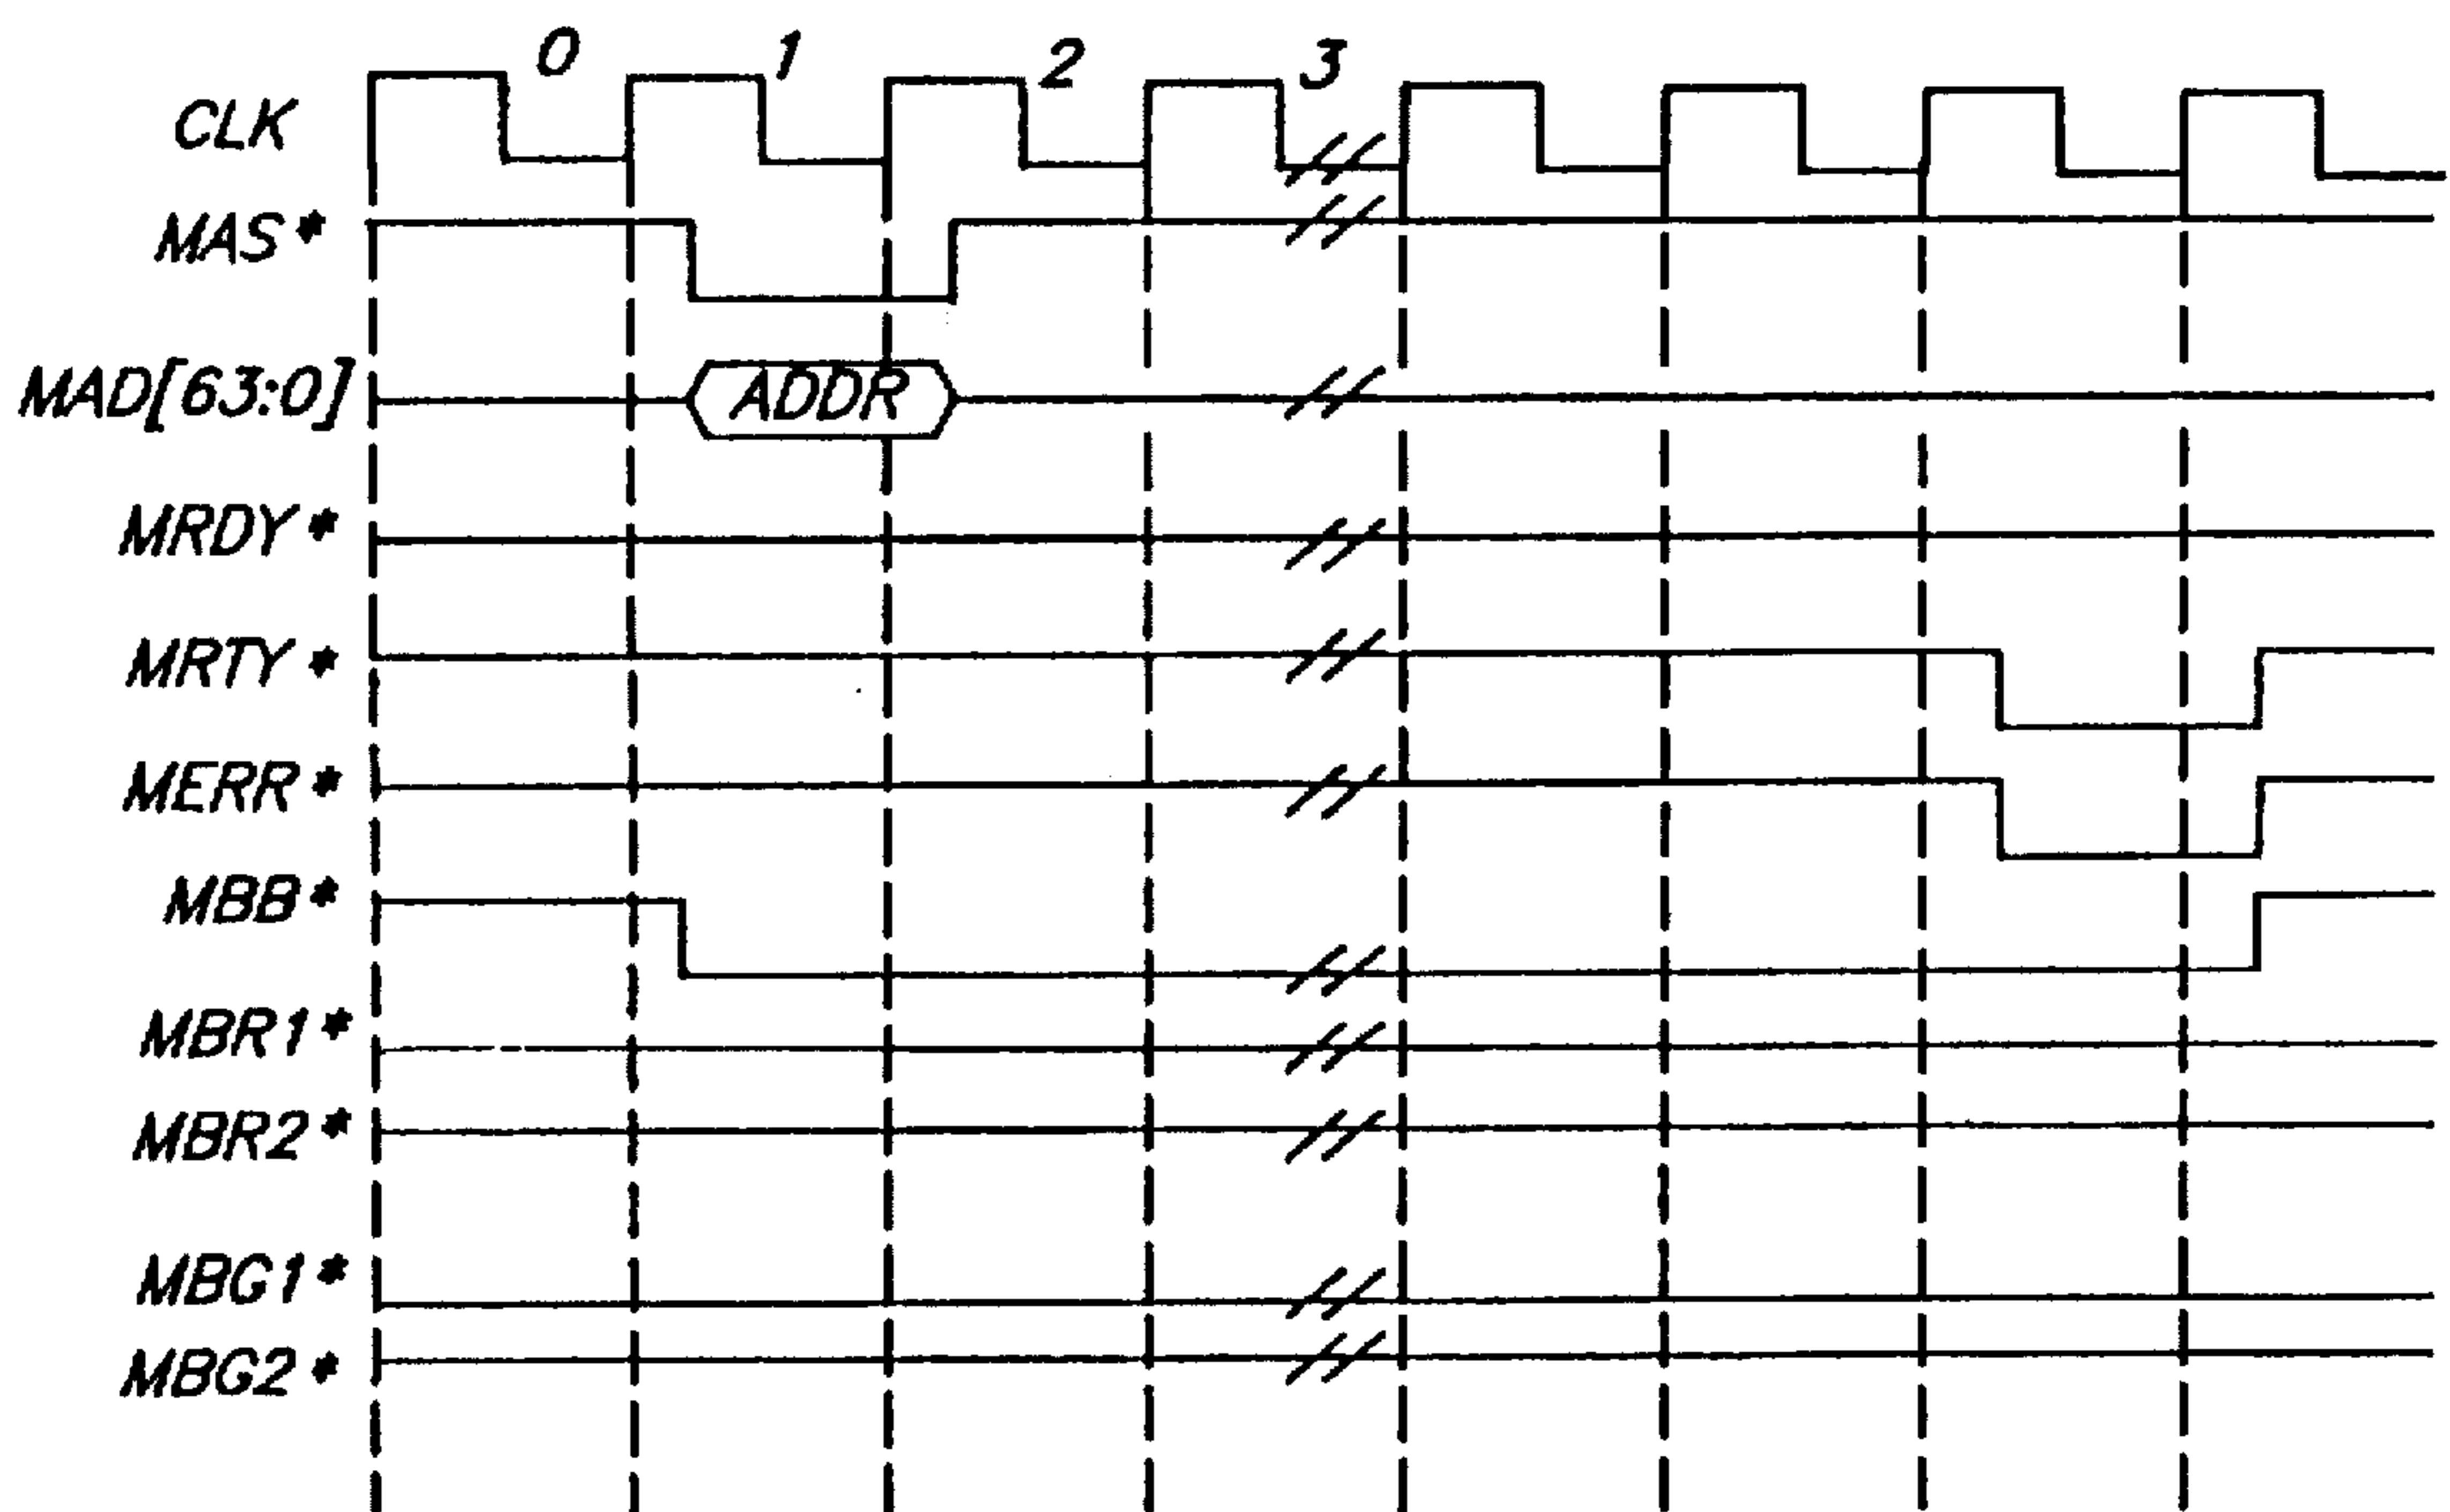 0 1 2 3
CLK
MAS*
MAD[63:0] ADDR
MRDY*
MRTY*
MERR*
MBB*
MBR1*
MBR2*
MBG1*
MBG2*